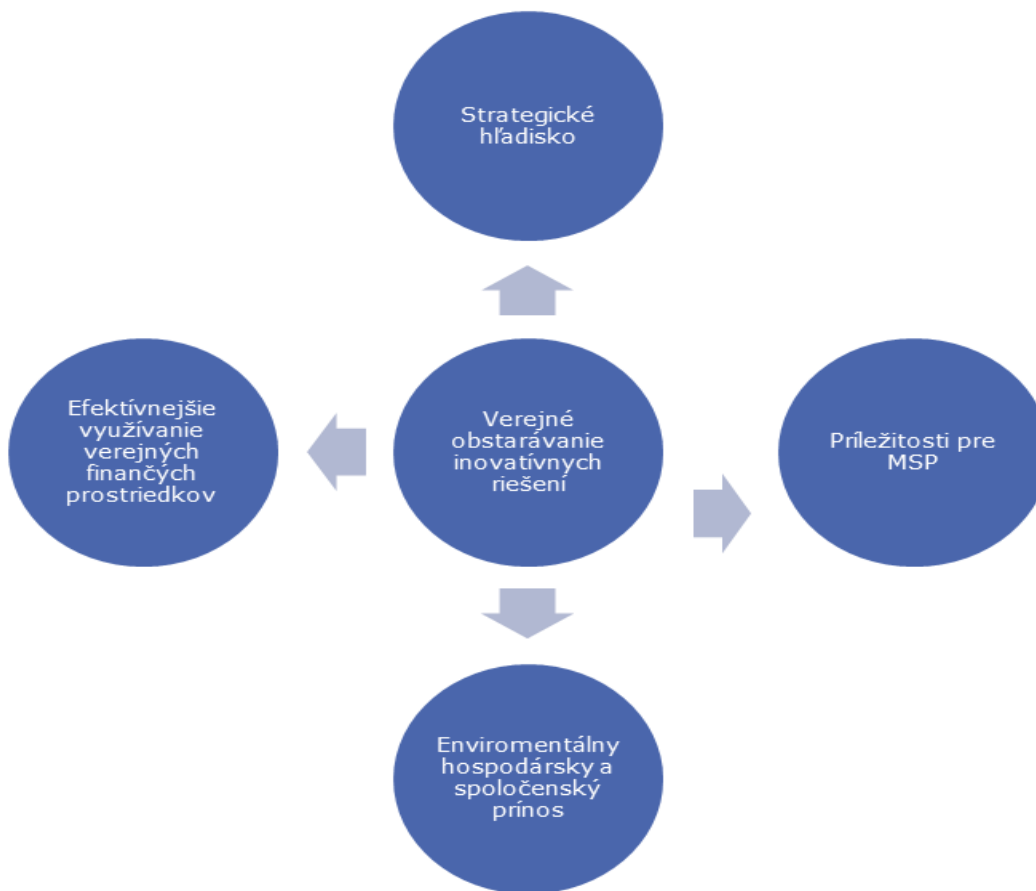 Strategické
hľadisko
Efektívnejšie
využívanie
verejných
finančých
prostriedkov
Verejné
obstarávanie
inovatívnych
riešení
Príležitosti pre
MSP
Enviromentálny
hospodársky a
spoločenský
prínos